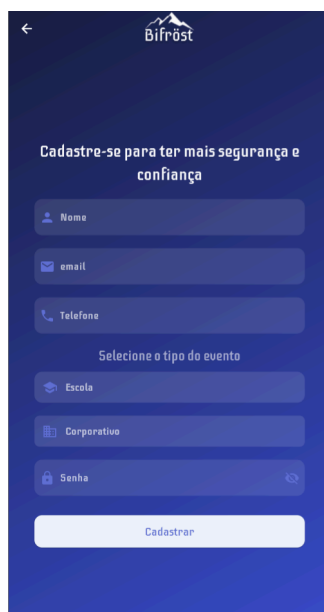 Bifröst
Cadastre-se para ter mais segurança e
confiança
Nome
email
Telefone
Selecione o tipo do evento
Escola
Corporativo
Senha
Cadastrar